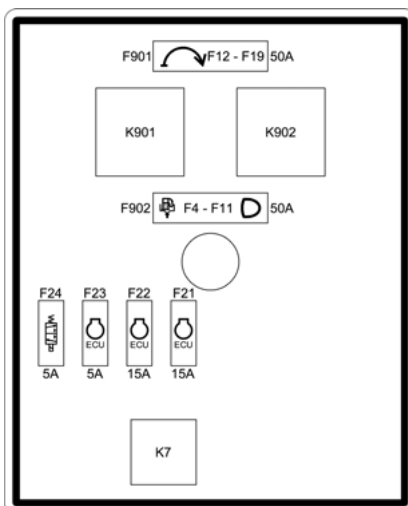 F901 F12 - F19 50A
K901 K902
F902 F4 - F11 50A
F24 F23 F22 F21
ECU ECU ECU
5A 5A 15A 15A
K7